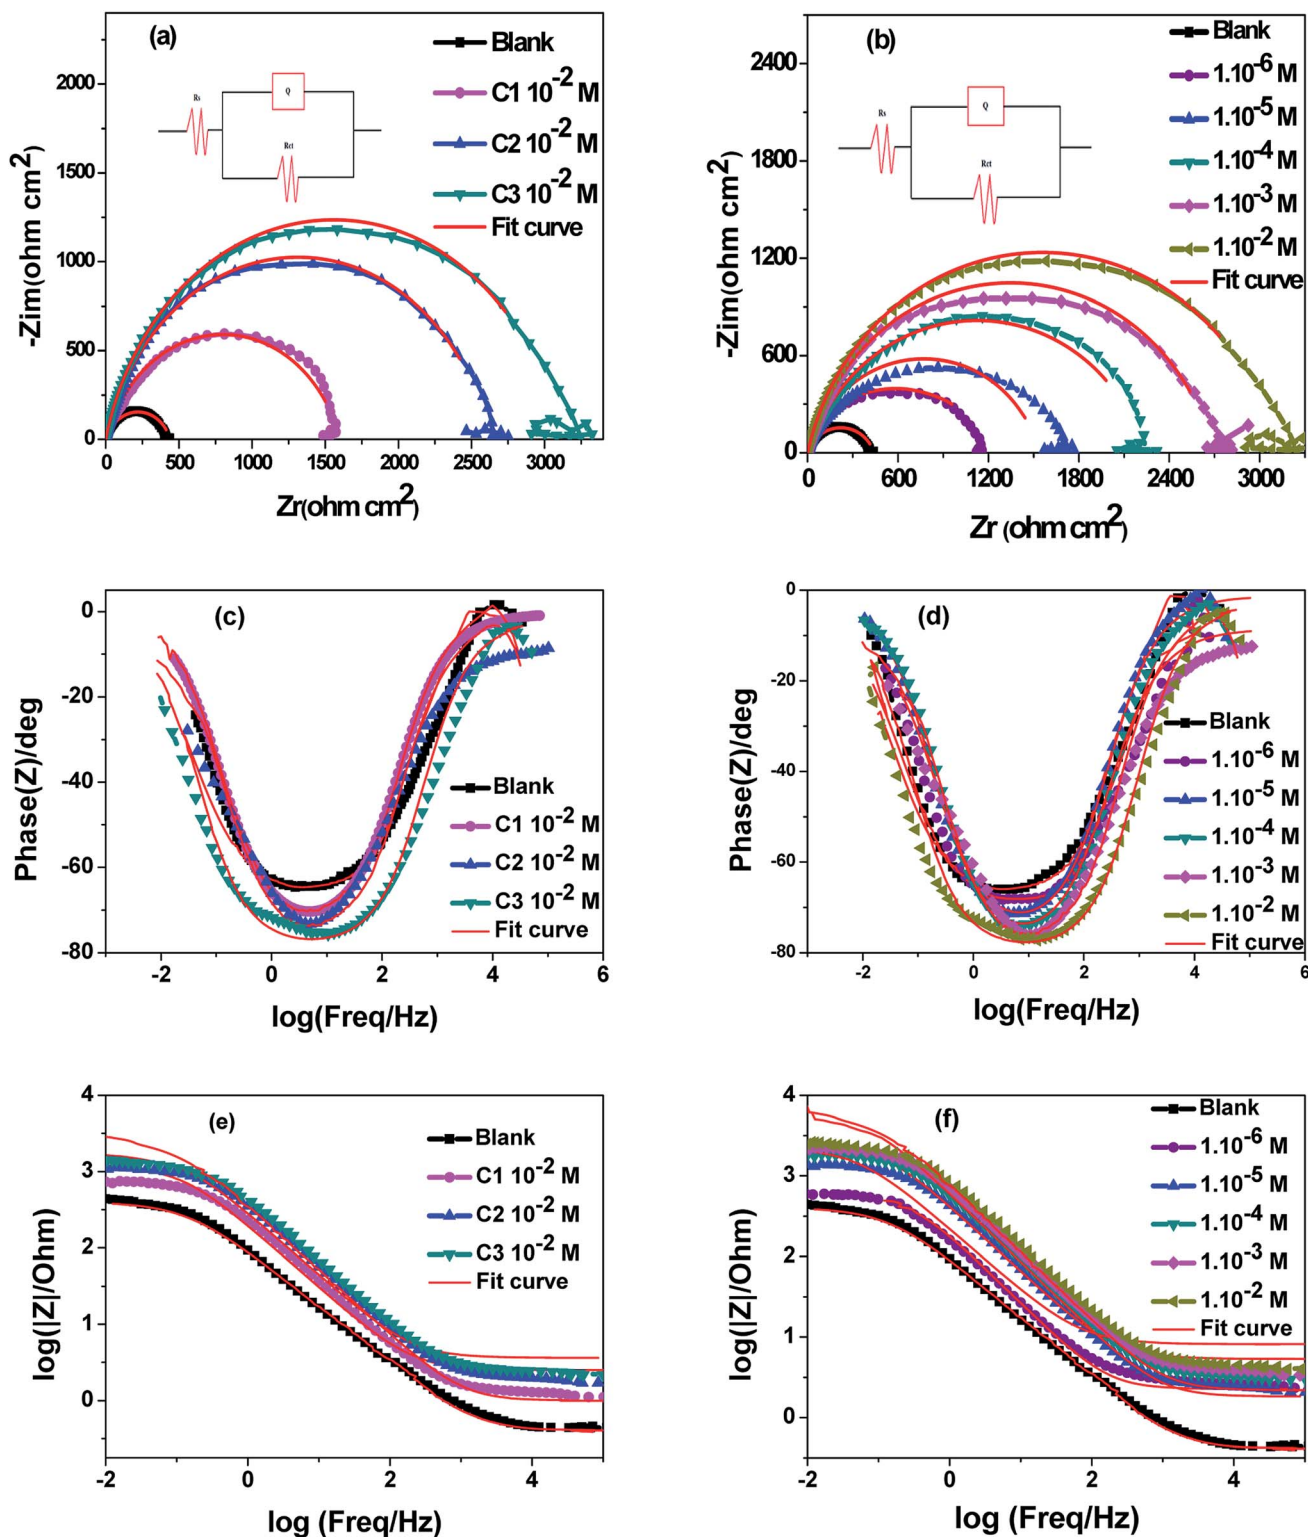 (a)
Blank
C1 10⁻² M
C2 10⁻² M
C3 10⁻² M
Fit curve
Rs
Q
Rct
2000
1500
1000
500
0
-Zim(ohm cm²)
0 500 1000 1500 2000 2500 3000
Zr(ohm cm²)
(b)
Blank
1.10⁻⁶ M
1.10⁻⁵ M
1.10⁻⁴ M
1.10⁻³ M
1.10⁻² M
Fit curve
Rs
Q
Rct
2400
1800
1200
600
0
-Zim(ohm cm²)
0 600 1200 1800 2400 3000
Zr (ohm cm²)
(c)
0
-20
-40
-60
-80
Phase(Z)/deg
Blank
C1 10⁻² M
C2 10⁻² M
C3 10⁻² M
Fit curve
-2 0 2 4 6
log(Freq/Hz)
(d)
0
-20
-40
-60
-80
Phase(Z)/deg
Blank
1.10⁻⁶ M
1.10⁻⁵ M
1.10⁻⁴ M
1.10⁻³ M
1.10⁻² M
Fit curve
-2 0 2 4 6
log(Freq/Hz)
(e)
4
3
2
1
0
log(|Z|/Ohm)
Blank
C1 10⁻² M
C2 10⁻² M
C3 10⁻² M
Fit curve
-2 0 2 4
log (Freq/Hz)
(f)
4
3
2
1
0
log(|Z|/Ohm)
Blank
1.10⁻⁶ M
1.10⁻⁵ M
1.10⁻⁴ M
1.10⁻³ M
1.10⁻² M
Fit curve
-2 0 2 4
log (Freq/Hz)